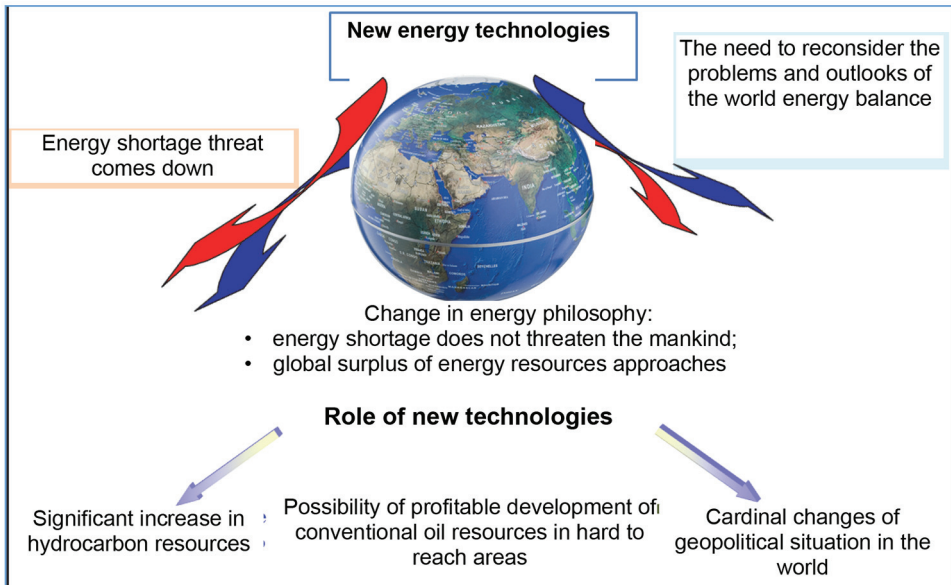 New energy technologies
The need to reconsider the
problems and outlooks of
the world energy balance
Energy shortage threat
comes down
KAZAKHSTAN
INDIA
Change in energy philosophy:
• energy shortage does not threaten the mankind;
• global surplus of energy resources approaches
Role of new technologies
Significant increase in
hydrocarbon resources
Possibility of profitable development of
conventional oil resources in hard to
reach areas
Cardinal changes of
geopolitical situation in the
world